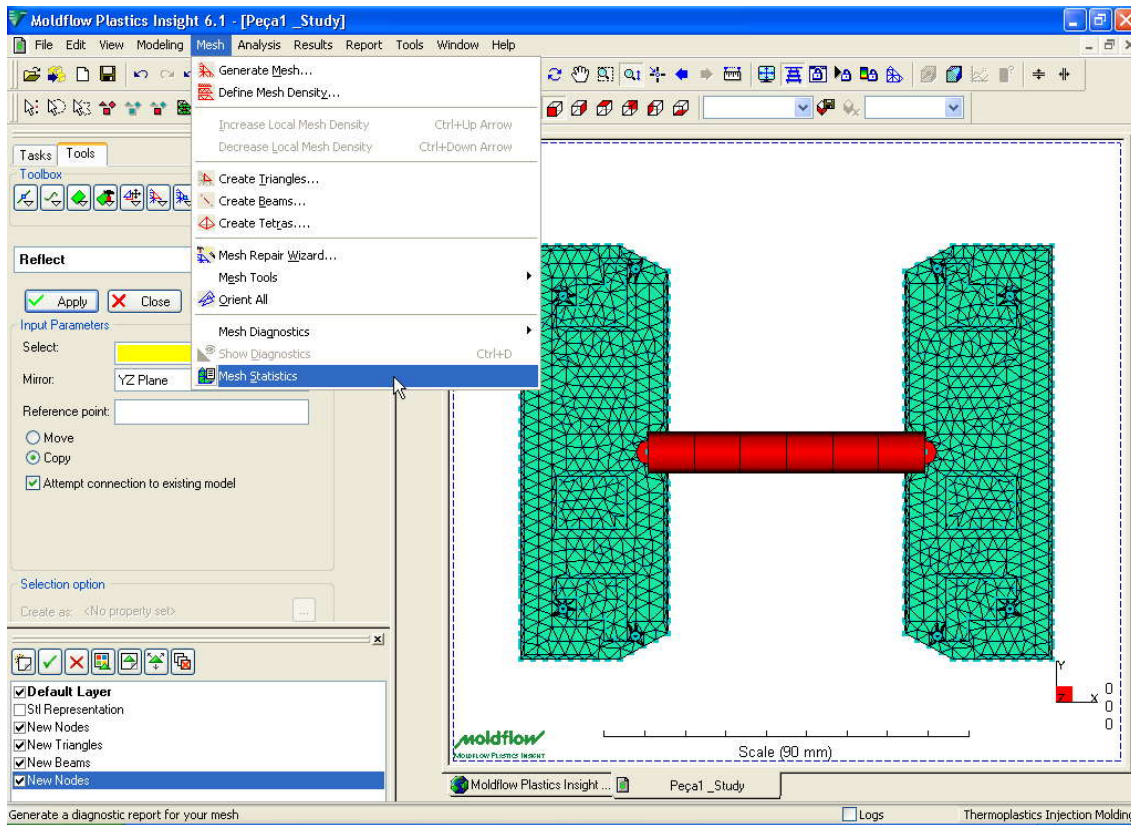 Moldflow Plastics Insight 6.1 - [Peça1 _Study]
File Edit View Modeling Mesh Analysis Results Report Tools Window Help
Generate Mesh...
Define Mesh Density...
Increase Local Mesh Density Ctrl+Up Arrow
Decrease Local Mesh Density Ctrl+Down Arrow
Create Triangles...
Create Beams...
Create Tetras....
Mesh Repair Wizard...
Mesh Tools
Orient All
Mesh Diagnostics
Show Diagnostics Ctrl+D
Mesh Statistics
Tasks Tools
Toolbox
Reflect
Apply Close
Input Parameters
Select:
Mirror: YZ Plane
Reference point:
Move
Copy
Attempt connection to existing model
Selection option
Create as: <No property set> ...
Default Layer
Stl Representation
New Nodes
New Triangles
New Beams
New Nodes
Y
Z X
0
0
0
moldflow
MOLDFLOW PLASTICS INSIGHT
Scale (90 mm)
Moldflow Plastics Insight ... Peça1 _Study
Generate a diagnostic report for your mesh Logs Thermoplastics Injection Molding